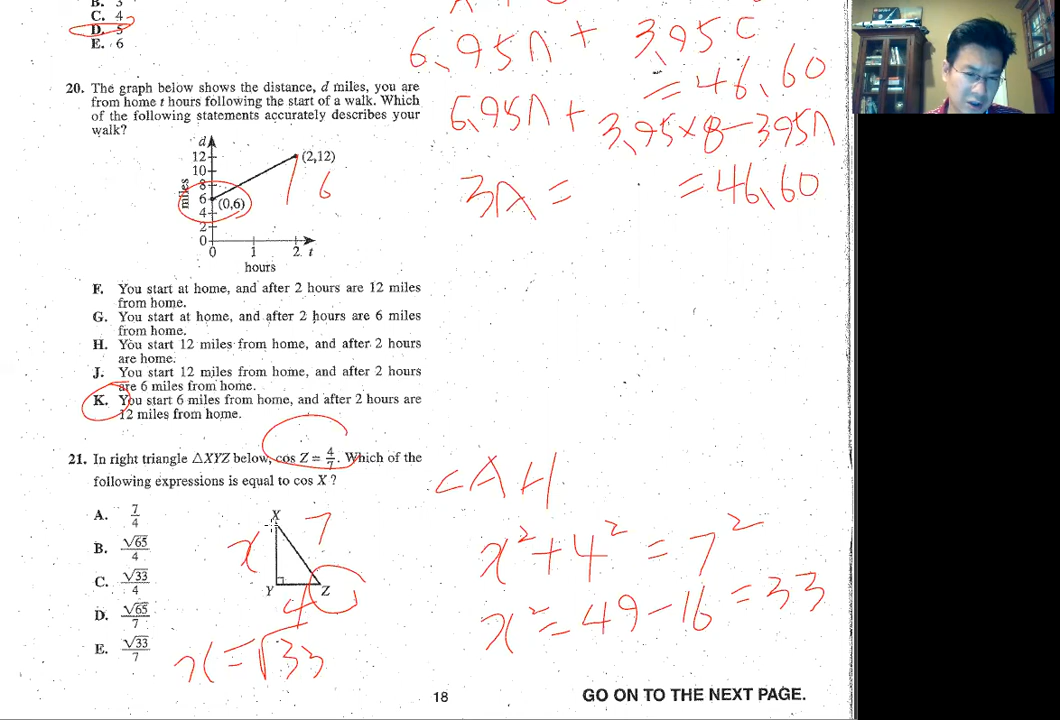 B. 3
C. 4
D. 5
E. 6
20. The graph below shows the distance, d miles, you are
from home t hours following the start of a walk. Which
of the following statements accurately describes your
walk?
d
12
10
8
6
4
2
0
miles
(2,12)
(0,6)
6
0 1 2 t
hours
F. You start at home, and after 2 hours are 12 miles
from home.
G. You start at home, and after 2 hours are 6 miles
from home.
H. You start 12 miles from home, and after 2 hours
are home.
J. You start 12 miles from home, and after 2 hours
are 6 miles from home.
K. You start 6 miles from home, and after 2 hours are
12 miles from home.
21. In right triangle △XYZ below, cos Z = 4/7. Which of the
following expressions is equal to cos X ?
A. 7/4
B. √65/4
C. √33/4
D. √65/7
E. √33/7
X
Y
Z
x
7
4
x = √33
6.95n + 3.95c
= 46.60
6.95n + 3.95×8 - 3.95n
= 46.60
3n =
CAH
x² + 4² = 7²
x² = 49 - 16 = 33
18
GO ON TO THE NEXT PAGE.